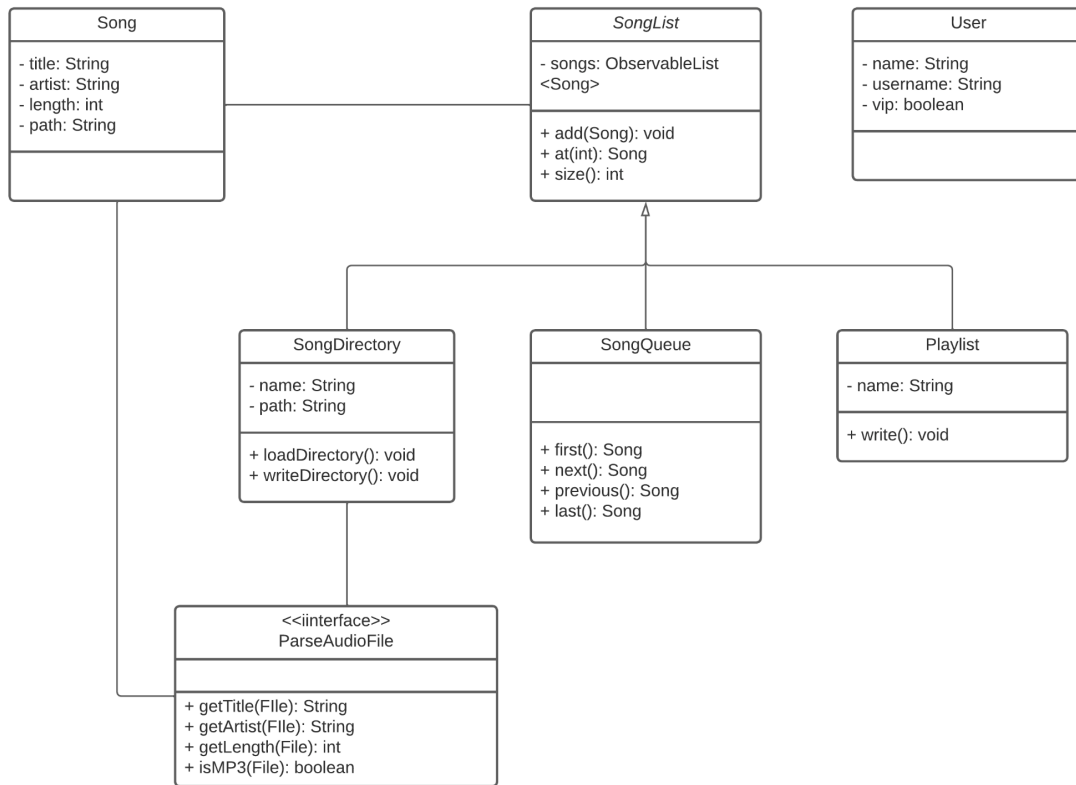 Song
- title: String
- artist: String
- length: int
- path: String
SongList
- songs: ObservableList
<Song>
+ add(Song): void
+ at(int): Song
+ size(): int
User
- name: String
- username: String
- vip: boolean
SongDirectory
- name: String
- path: String
+ loadDirectory(): void
+ writeDirectory(): void
SongQueue
+ first(): Song
+ next(): Song
+ previous(): Song
+ last(): Song
Playlist
- name: String
+ write(): void
<<iinterface>>
ParseAudioFile
+ getTitle(FIle): String
+ getArtist(FIle): String
+ getLength(File): int
+ isMP3(File): boolean